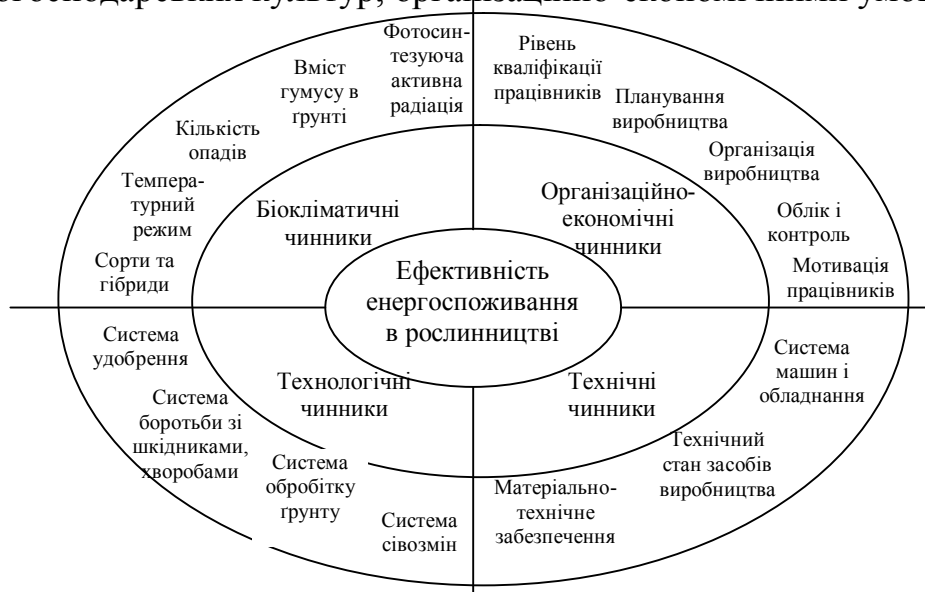 господарських культур, організаційно-економічними умов
Фотосин-
тезуюча
активна
радіація
Вміст
гумусу в
ґрунті
Кількість
опадів
Темпера-
турний
режим
Сорти та
гібриди
Біокліматичні
чинники
Рівень
кваліфікації
працівників
Планування
виробництва
Організація
виробництва
Облік і
контроль
Мотивація
працівників
Організаційно-
економічні
чинники
Ефективність
енергоспоживання
в рослинництві
Система
удобрення
Система
боротьби зі
шкідниками,
хворобами
Система
обробітку
ґрунту
Система
сівозмін
Технологічні
чинники
Технічні
чинники
Система
машин і
обладнання
Технічний
стан засобів
виробництва
Матеріально-
технічне
забезпечення